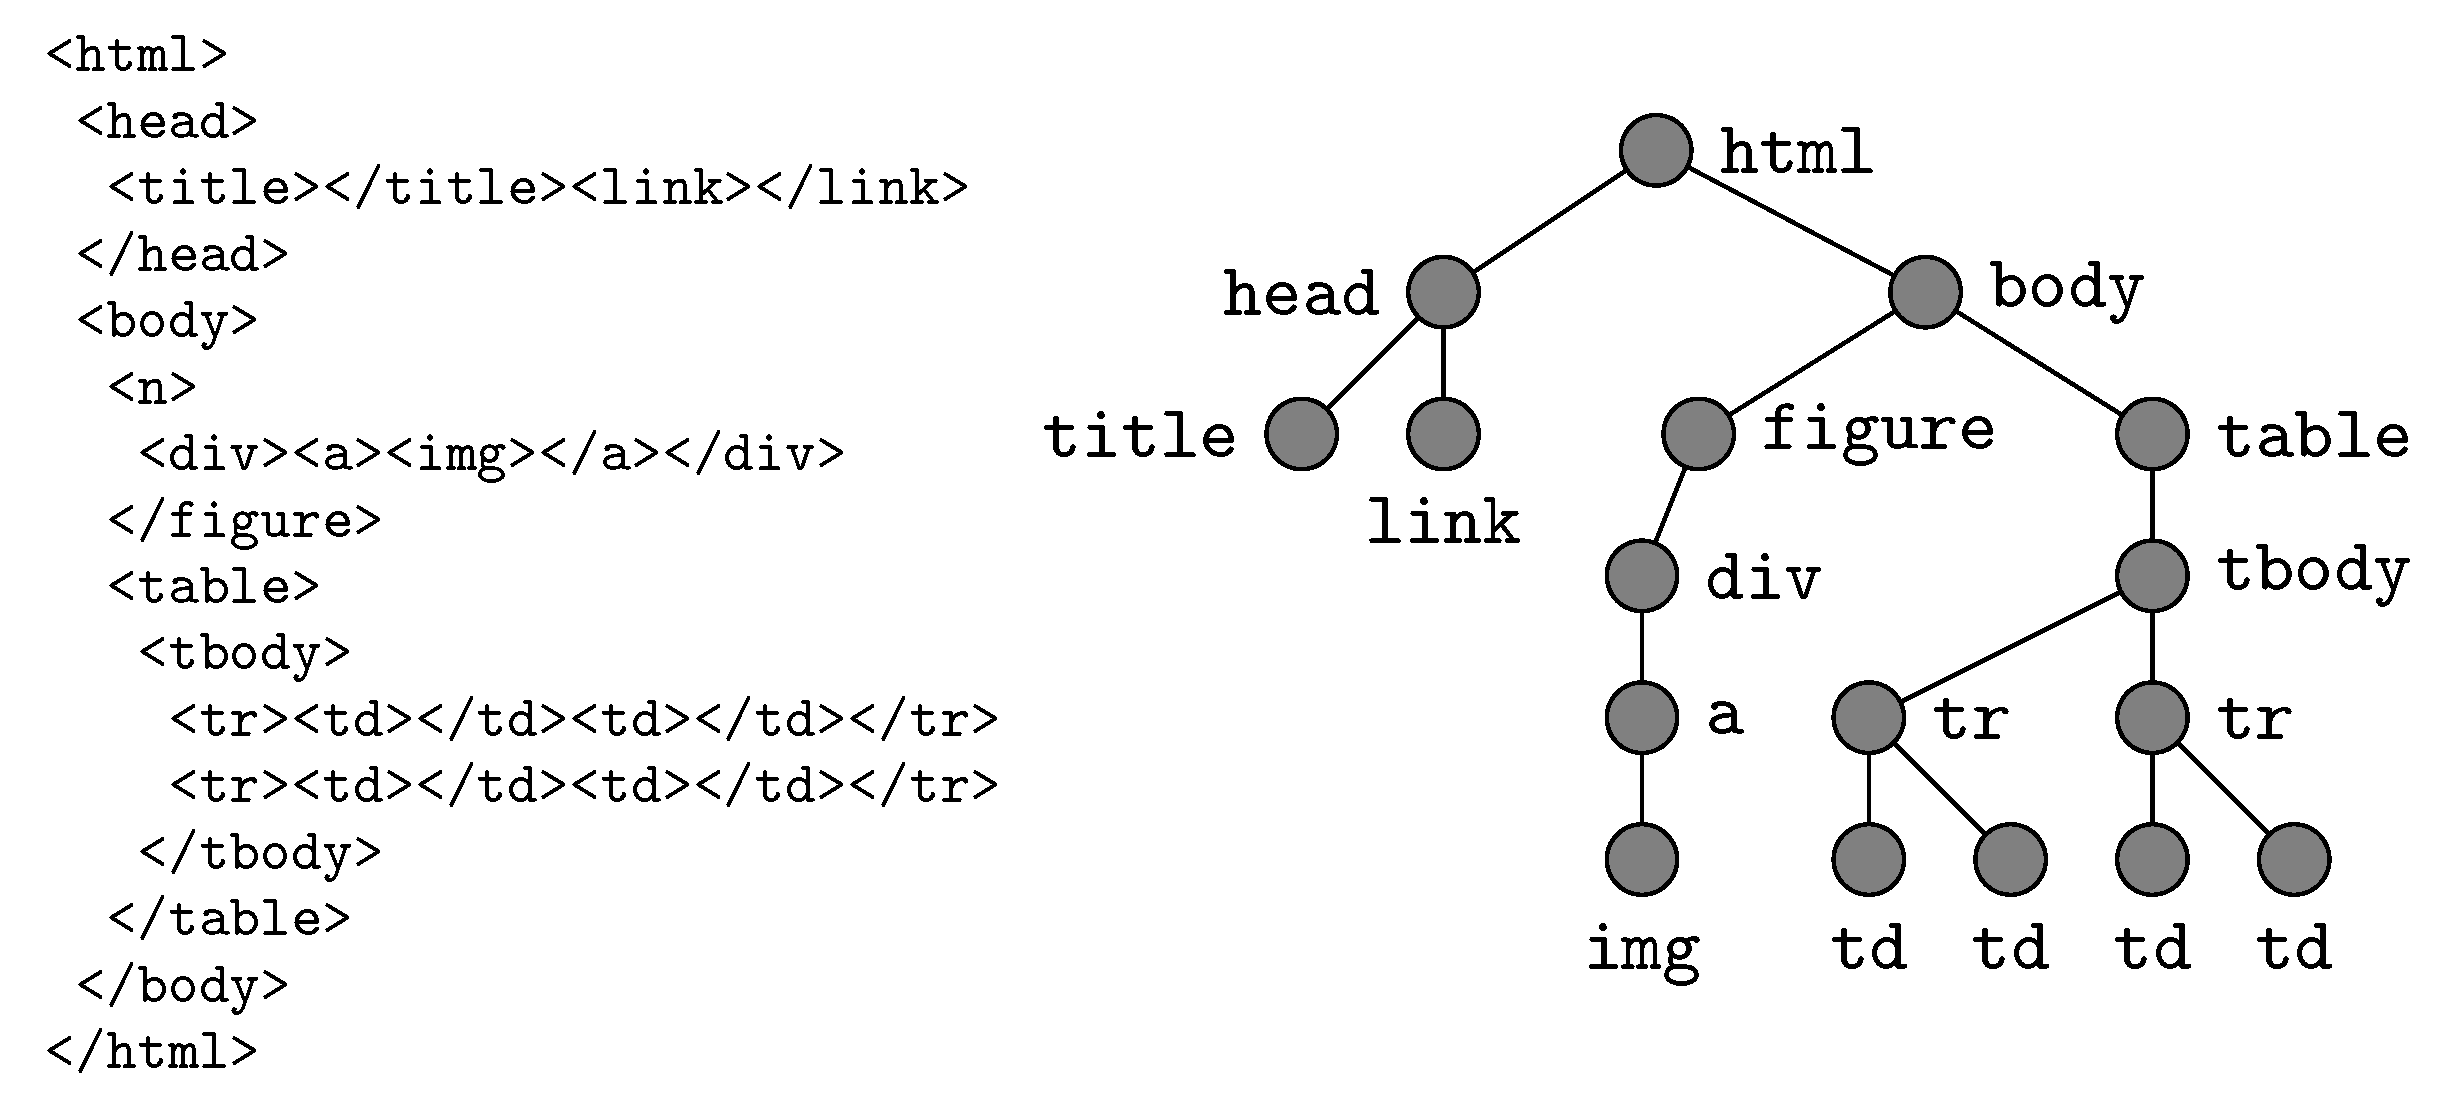 <html>
<head>
<title></title><link></link>
</head>
<body>
<n>
<div><a><img></a></div>
</figure>
<table>
<tbody>
<tr><td></td><td></td></tr>
<tr><td></td><td></td></tr>
</tbody>
</table>
</body>
</html>
html
head
body
title
link
figure
table
div
tbody
a
tr
tr
img
td
td
td
td